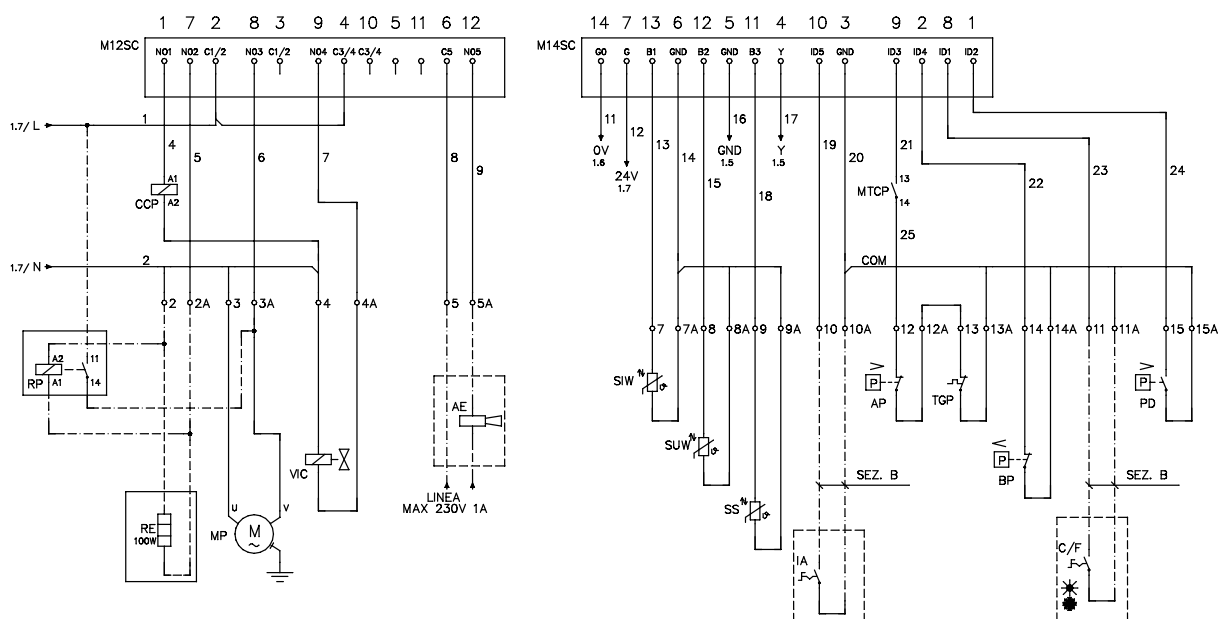 1 7 2 8 3 9 4 10 5 11 6 12
M12SC
NO1 NO2 C1/2 NO3 C1/2 NO4 C3/4 C3/4 C5 NO5
14 7 13 6 12 5 11 4 10 3 9 2 8 1
M14SC
G0 G B1 GND B2 GND B3 Y ID5 GND ID3 ID4 ID1 ID2
1.7/ L
1
4 5 6 7 8 9
CCP
A1
A2
1.7/ N
2
2 2A 3 3A 4 4A 5 5A
RP
A2
A1
11
14
RE
100W
U V
MP
M
~
VIC
AE
LINEA
MAX 230V 1A
11 12 13 14 15 16 17 18 19 20 21 22 23 24
0V
1.6
24V
1.7
GND
1.5
Y
1.5
MTCP
13
14
25
COM
7 7A 8 8A 9 9A 10 10A 12 12A 13 13A 14 14A 11 11A 15 15A
SIW
SUW
SS
P
AP
TGP
P
BP
P
PD
SEZ. B
SEZ. B
IA
C/F